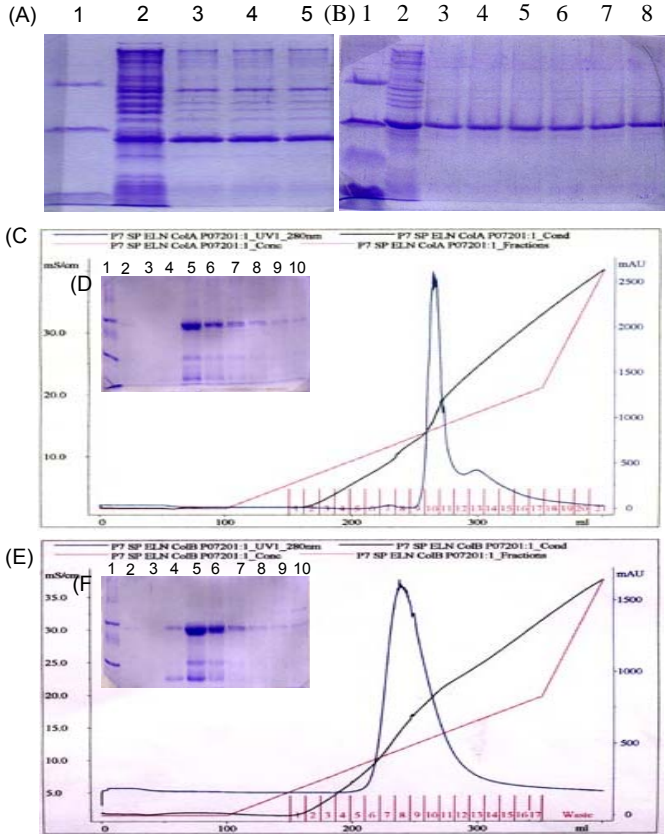 (A) 1 2 3 4 5
(B) 1 2 3 4 5 6 7 8
(C)
P7 SP ELN ColA P07201:1_UV1_280nm
P7 SP ELN ColA P07201:1_Cond
P7 SP ELN ColA P07201:1_Conc
P7 SP ELN ColA P07201:1_Fractions
mS/cm
mAU
(D)
1 2 3 4 5 6 7 8 9 10
30.0
20.0
10.0
2500
2000
1500
1000
500
0
1 2 3 4 5 6 7 8 9 10 11 12 13 14 15 16 17 18 19 20 2
0 100 300 ml
(E)
P7 SP ELN ColB P07201:1_UV1_280nm
P7 SP ELN ColB P07201:1_Cond
P7 SP ELN ColB P07201:1_Conc
P7 SP ELN ColB P07201:1_Fractions
mS/cm
mAU
(F)
1 2 3 4 5 6 7 8 9 10
35.0
30.0
25.0
20.0
15.0
10.0
5.0
1500
1000
500
0
1 2 3 4 5 6 7 8 9 10 11 12 13 14 15 16 17 Waste
0 100 200 300 ml